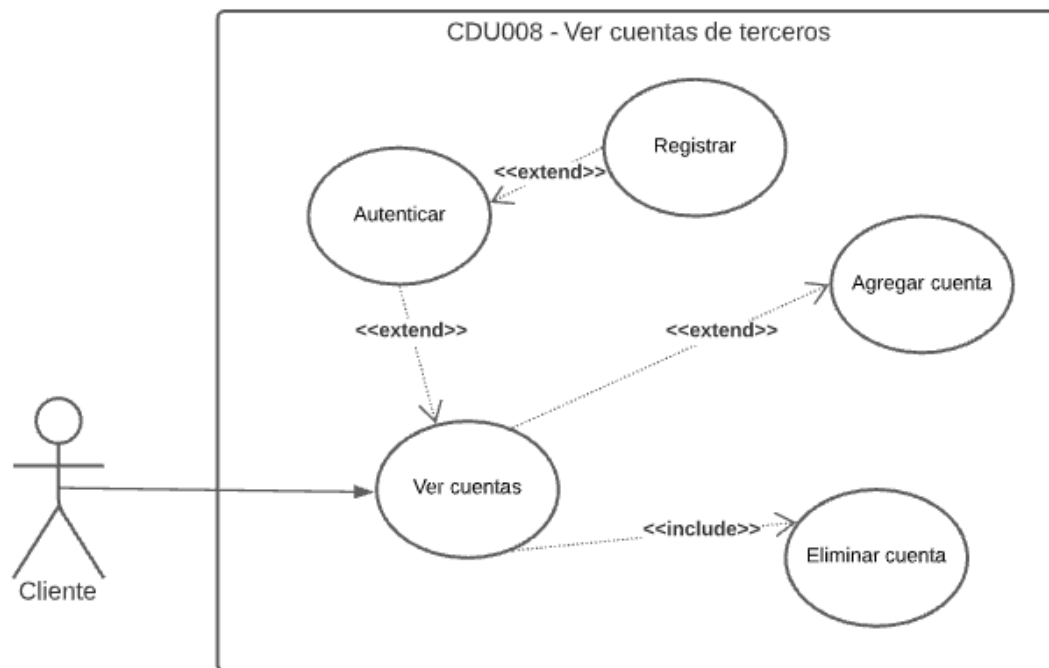 CDU008 - Ver cuentas de terceros
Registrar
<<extend>>
Autenticar
Agregar cuenta
<<extend>>
<<extend>>
Ver cuentas
<<include>>
Eliminar cuenta
Cliente